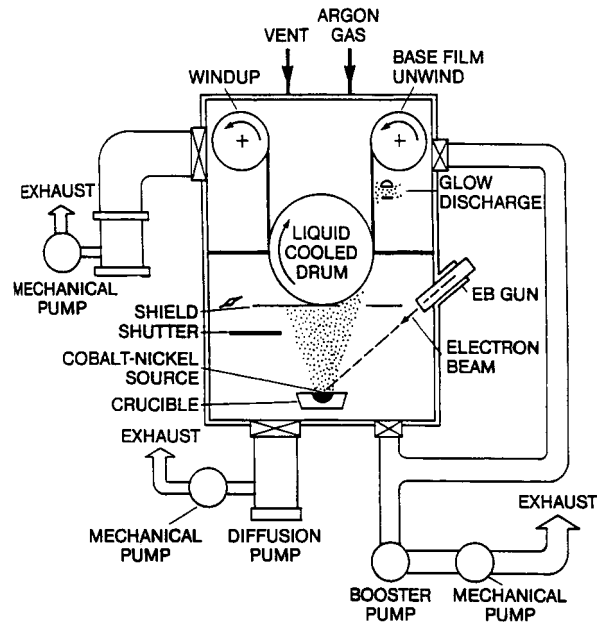 VENT
ARGON
GAS
WINDUP
BASE FILM
UNWIND
EXHAUST
GLOW
DISCHARGE
LIQUID
COOLED
DRUM
MECHANICAL
PUMP
SHIELD
EB GUN
SHUTTER
ELECTRON
BEAM
COBALT-NICKEL
SOURCE
CRUCIBLE
EXHAUST
EXHAUST
MECHANICAL
PUMP
DIFFUSION
PUMP
BOOSTER
PUMP
MECHANICAL
PUMP